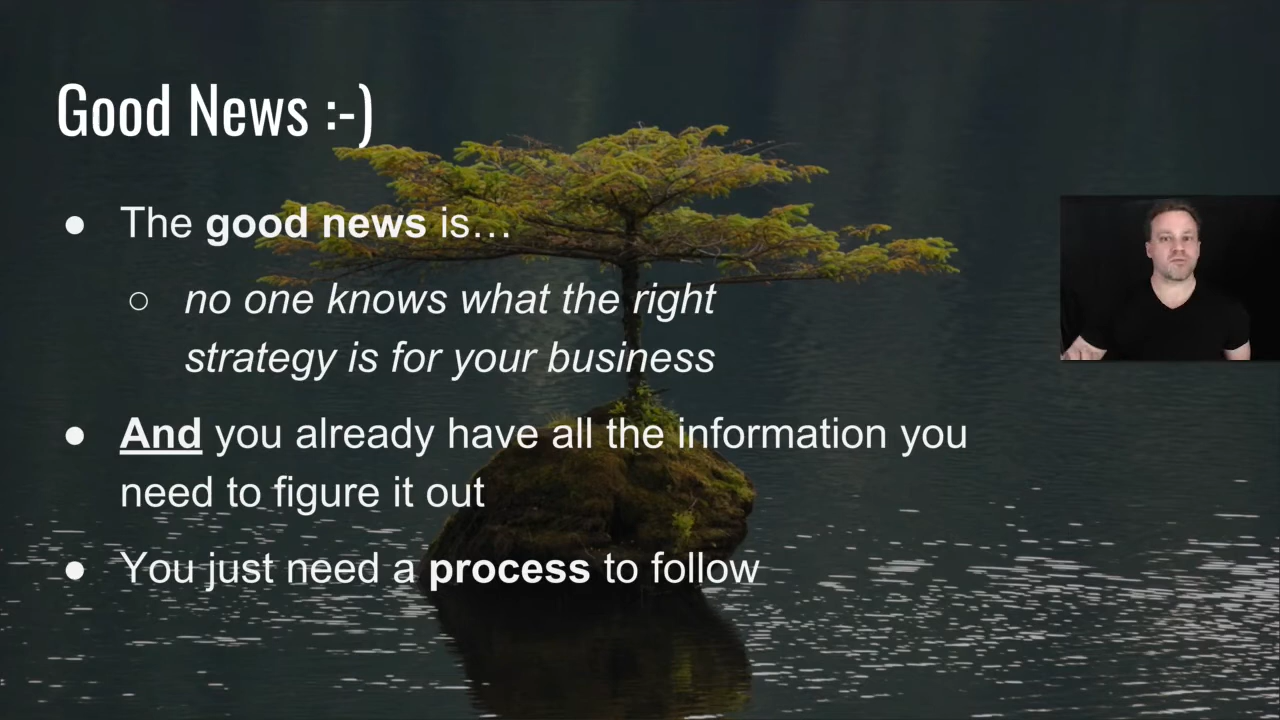 Good News :-)
● The good news is…
○ no one knows what the right
strategy is for your business
● And you already have all the information you
need to figure it out
● You just need a process to follow